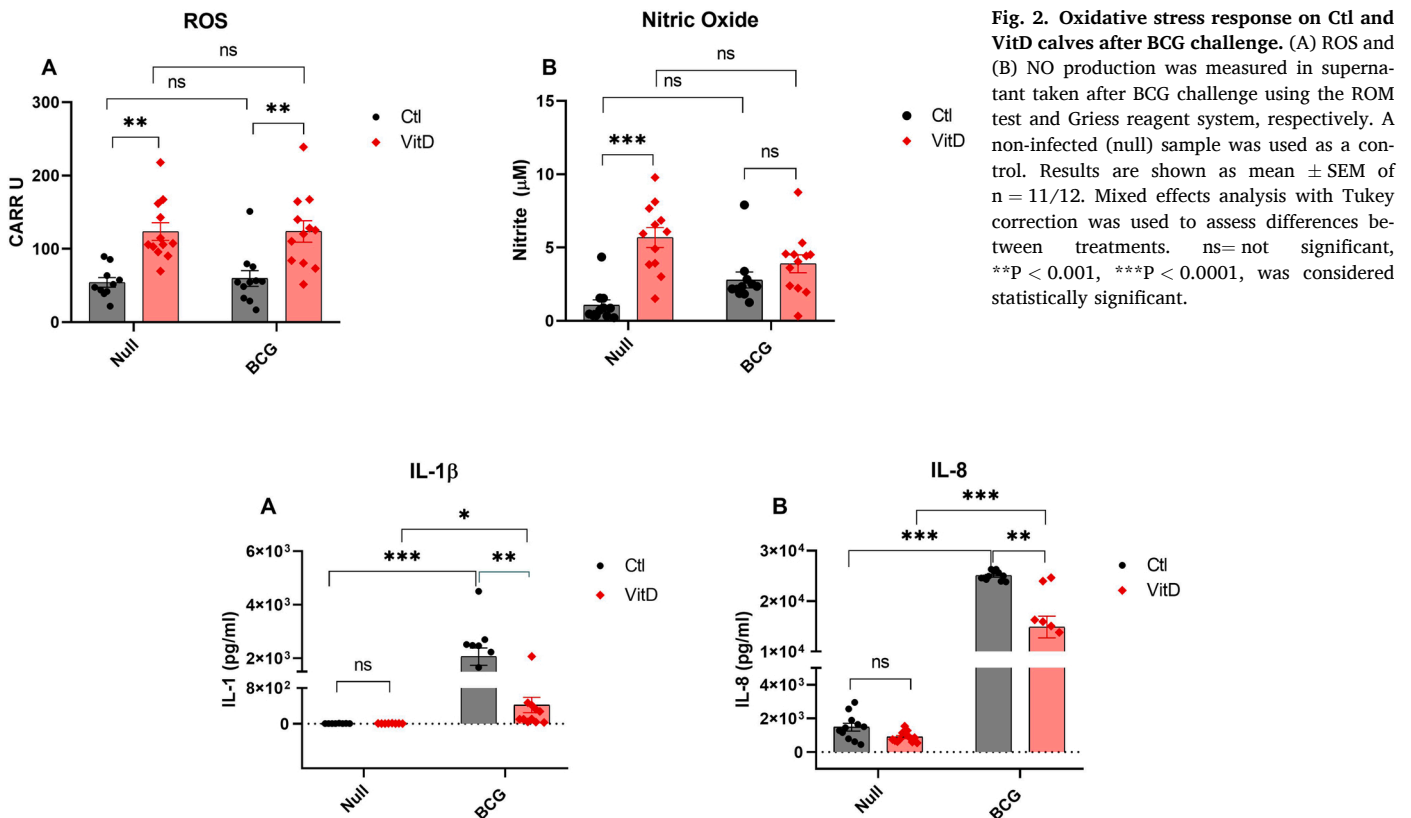 ROS
A
ns
ns
**
**
300
200
100
0
CARR U
Null
BCG
Ctl
VitD
Nitric Oxide
B
ns
ns
***
ns
15
10
5
0
Nitrite (μM)
Null
BCG
Ctl
VitD
Fig. 2. Oxidative stress response on Ctl and
VitD calves after BCG challenge. (A) ROS and
(B) NO production was measured in superna-
tant taken after BCG challenge using the ROM
test and Griess reagent system, respectively. A
non-infected (null) sample was used as a con-
trol. Results are shown as mean ± SEM of
n = 11/12. Mixed effects analysis with Tukey
correction was used to assess differences be-
tween treatments. ns= not significant,
**P < 0.001, ***P < 0.0001, was considered
statistically significant.
IL-1β
A
*
***
**
ns
6×10³
4×10³
2×10³
8×10²
0
IL-1 (pg/ml)
Null
BCG
Ctl
VitD
IL-8
B
***
***
**
ns
3×10⁴
2×10⁴
1×10⁴
4×10³
2×10³
0
IL-8 (pg/ml)
Null
BCG
Ctl
VitD